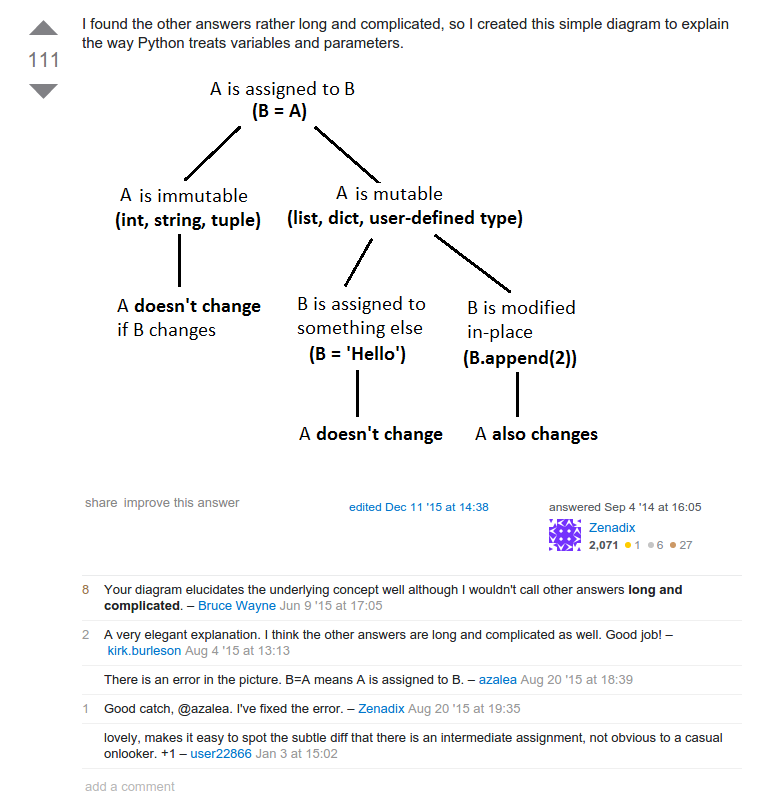 I found the other answers rather long and complicated, so I created this simple diagram to explain
the way Python treats variables and parameters.
111
A is assigned to B
(B = A)
A is immutable
(int, string, tuple)
A is mutable
(list, dict, user-defined type)
A doesn't change
if B changes
B is assigned to
something else
(B = 'Hello')
B is modified
in-place
(B.append(2))
A doesn't change
A also changes
share improve this answer
edited Dec 11 '15 at 14:38
answered Sep 4 '14 at 16:05
Zenadix
2,071 1 6 27
8 Your diagram elucidates the underlying concept well although I wouldn't call other answers long and
complicated. – Bruce Wayne Jun 9 '15 at 17:05
2 A very elegant explanation. I think the other answers are long and complicated as well. Good job! –
kirk.burleson Aug 4 '15 at 13:13
There is an error in the picture. B=A means A is assigned to B. – azalea Aug 20 '15 at 18:39
1 Good catch, @azalea. I've fixed the error. – Zenadix Aug 20 '15 at 19:35
lovely, makes it easy to spot the subtle diff that there is an intermediate assignment, not obvious to a casual
onlooker. +1 – user22866 Jan 3 at 15:02
add a comment